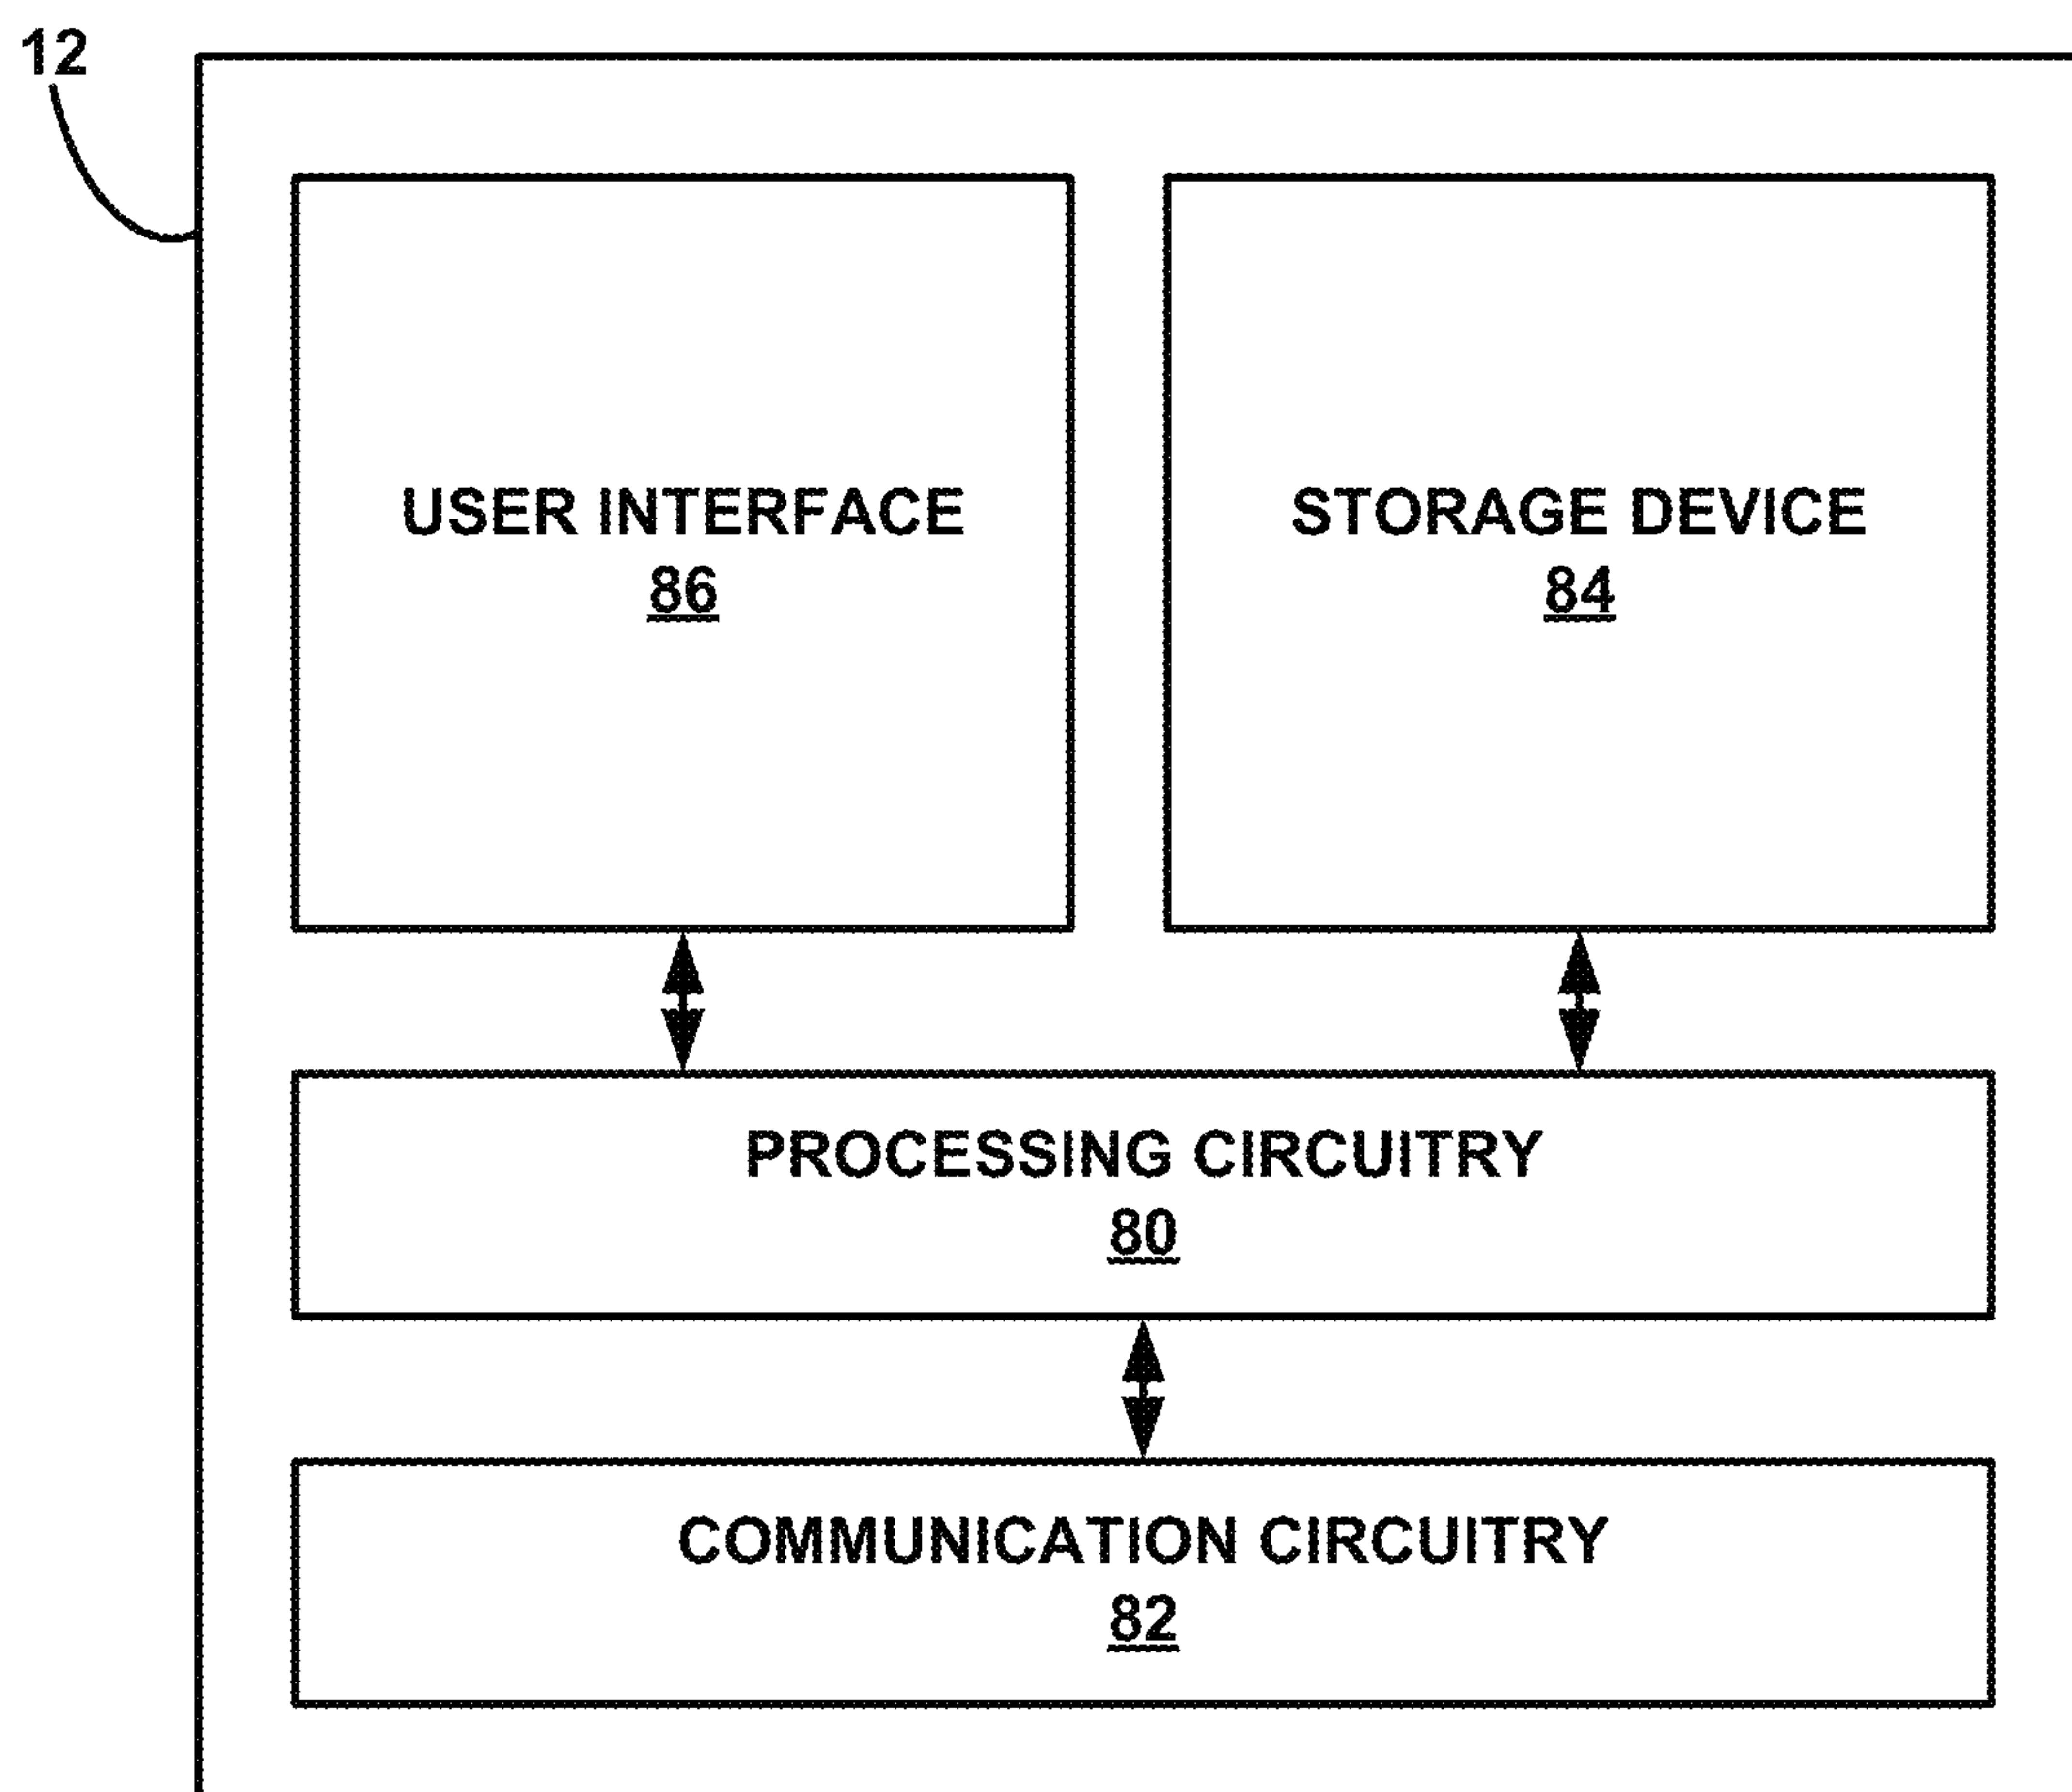 12
USER INTERFACE
86
STORAGE DEVICE
84
PROCESSING CIRCUITRY
80
COMMUNICATION CIRCUITRY
82